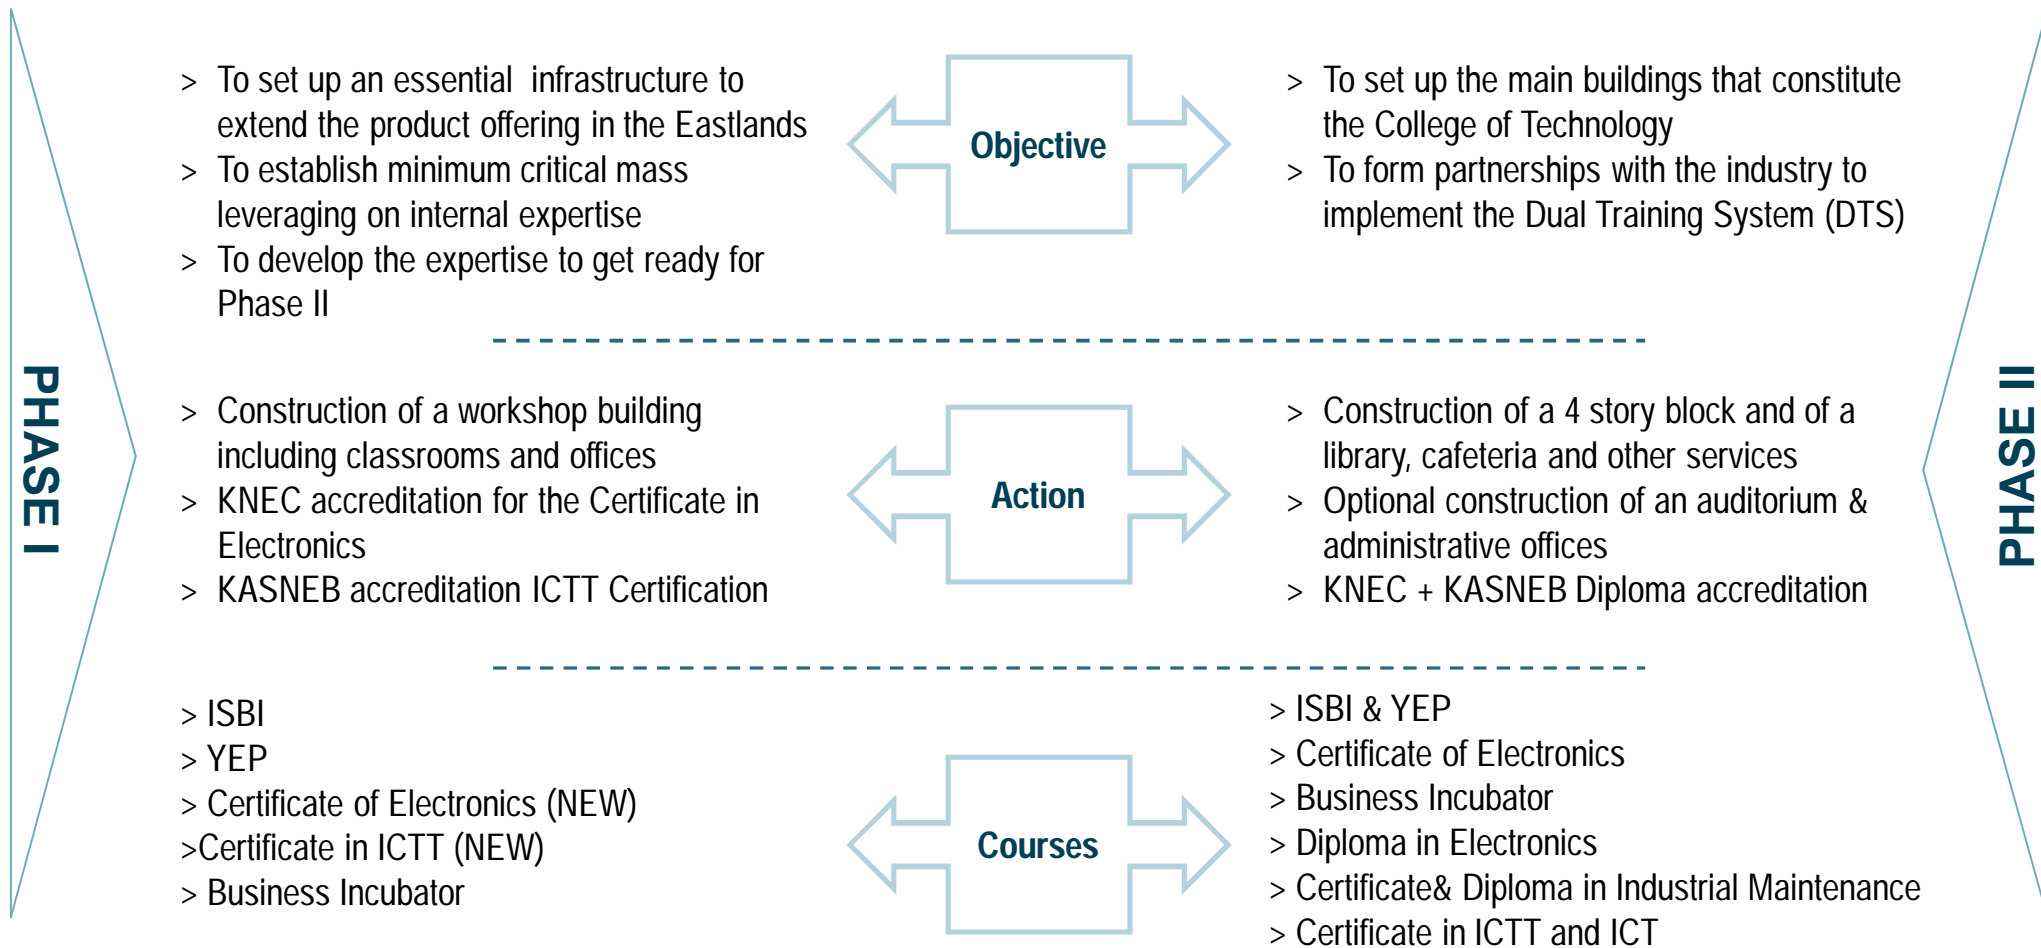 PHASE I
> To set up an essential infrastructure to
extend the product offering in the Eastlands
> To establish minimum critical mass
leveraging on internal expertise
> To develop the expertise to get ready for
Phase II
Objective
> To set up the main buildings that constitute
the College of Technology
> To form partnerships with the industry to
implement the Dual Training System (DTS)
> Construction of a workshop building
including classrooms and offices
> KNEC accreditation for the Certificate in
Electronics
> KASNEB accreditation ICTT Certification
Action
> Construction of a 4 story block and of a
library, cafeteria and other services
> Optional construction of an auditorium &
administrative offices
> KNEC + KASNEB Diploma accreditation
> ISBI
> YEP
> Certificate of Electronics (NEW)
>Certificate in ICTT (NEW)
> Business Incubator
Courses
> ISBI & YEP
> Certificate of Electronics
> Business Incubator
> Diploma in Electronics
> Certificate& Diploma in Industrial Maintenance
> Certificate in ICTT and ICT
PHASE II